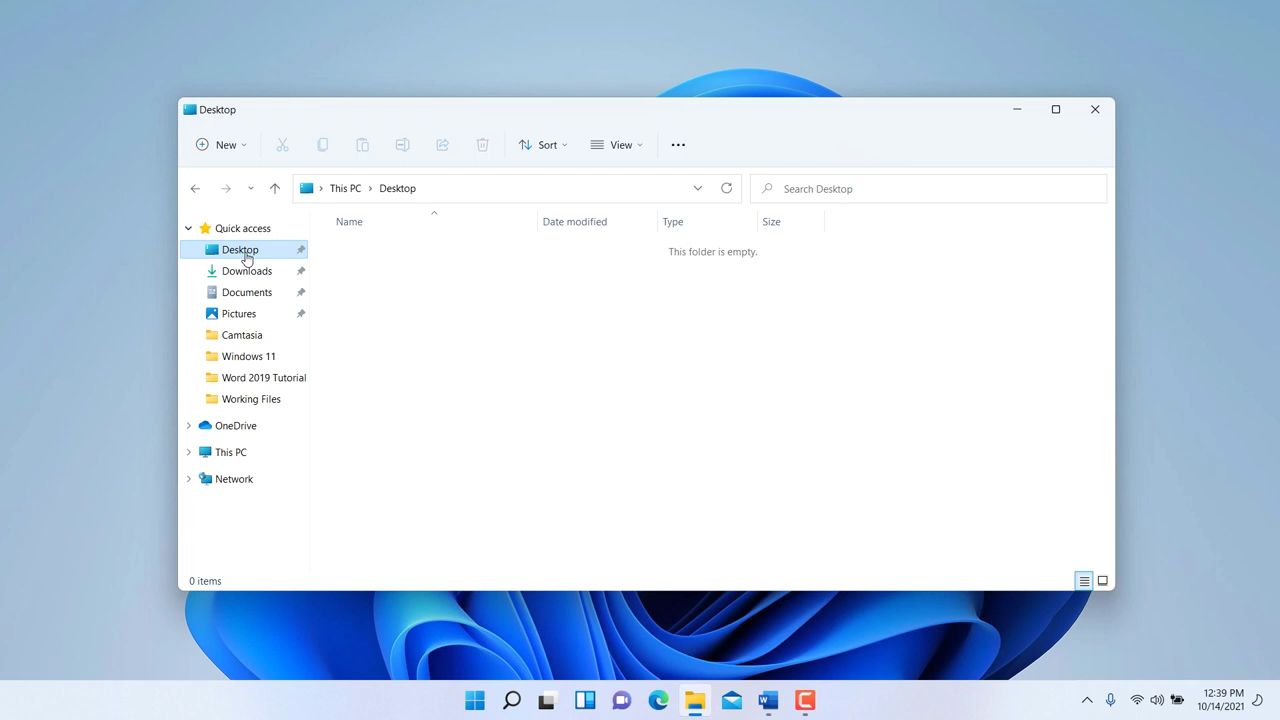 Desktop
New Sort View
This PC Desktop Search Desktop
Name Date modified Type Size
This folder is empty.
Quick access
Desktop
Downloads
Documents
Pictures
Camtasia
Windows 11
Word 2019 Tutorial
Working Files
OneDrive
This PC
Network
0 items
W
C
12:39 PM
10/14/2021